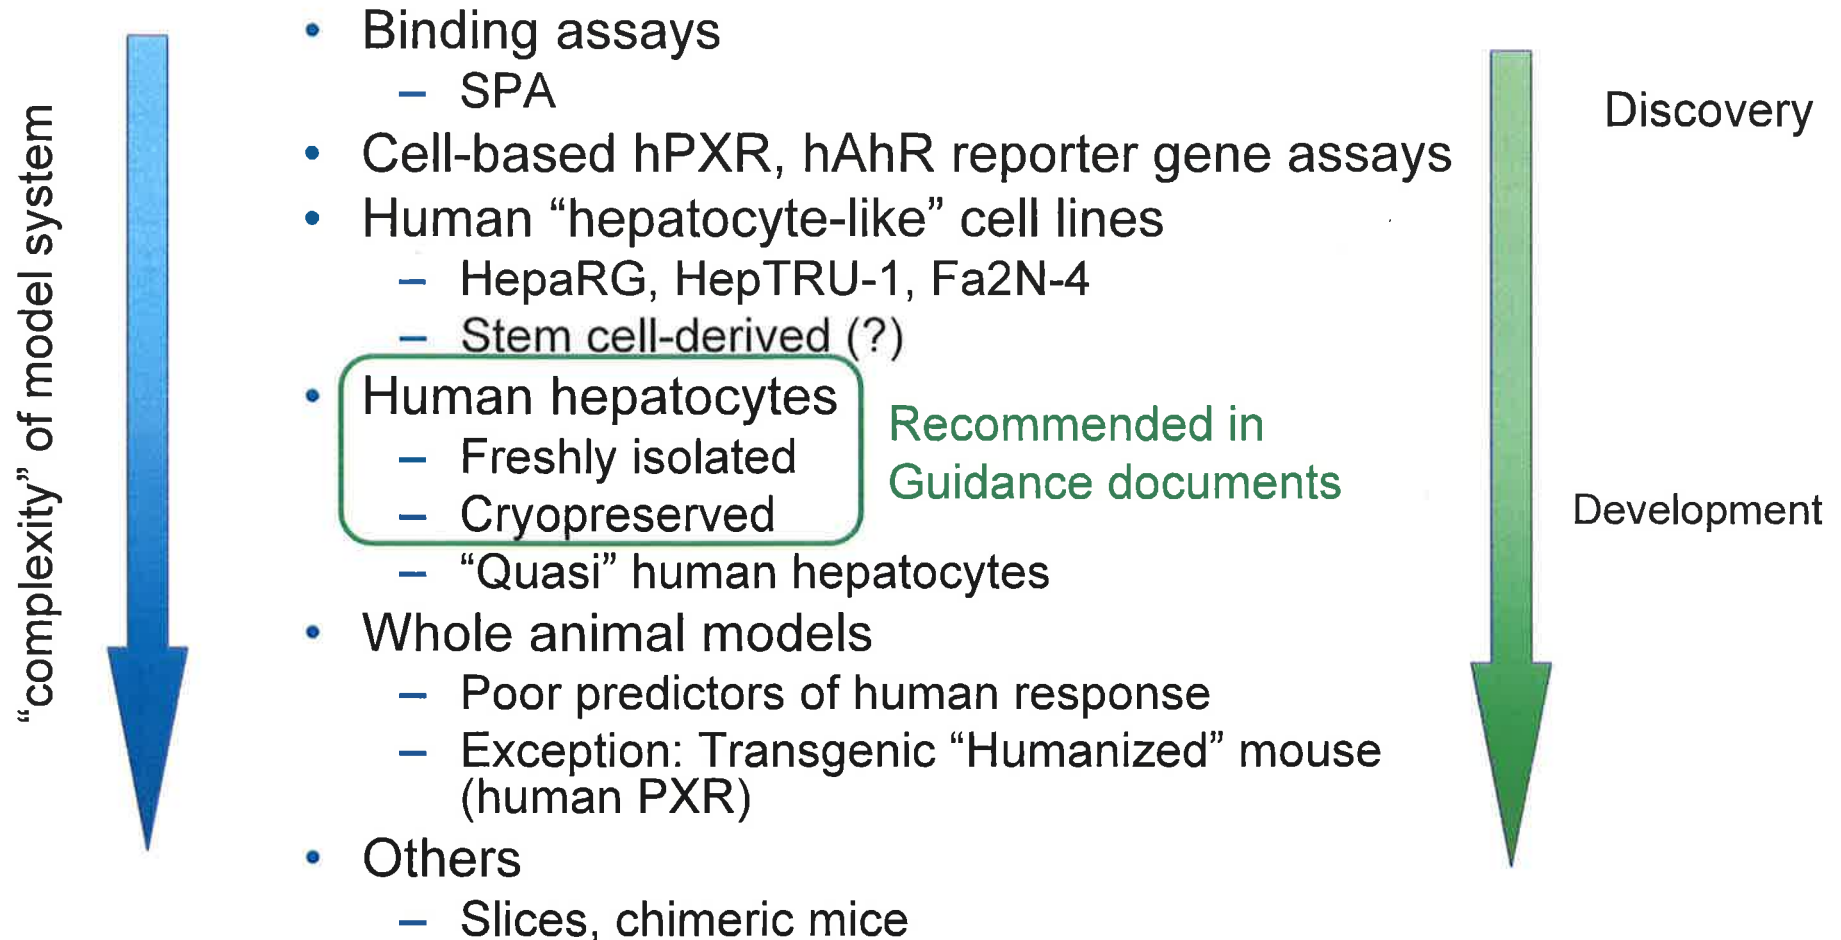 "complexity" of model system
• Binding assays
– SPA
• Cell-based hPXR, hAhR reporter gene assays
• Human “hepatocyte-like” cell lines
– HepaRG, HepTRU-1, Fa2N-4
– Stem cell-derived (?)
• Human hepatocytes
– Freshly isolated
– Cryopreserved
Recommended in
Guidance documents
– “Quasi” human hepatocytes
• Whole animal models
– Poor predictors of human response
– Exception: Transgenic “Humanized” mouse
(human PXR)
• Others
– Slices, chimeric mice
Discovery
Development